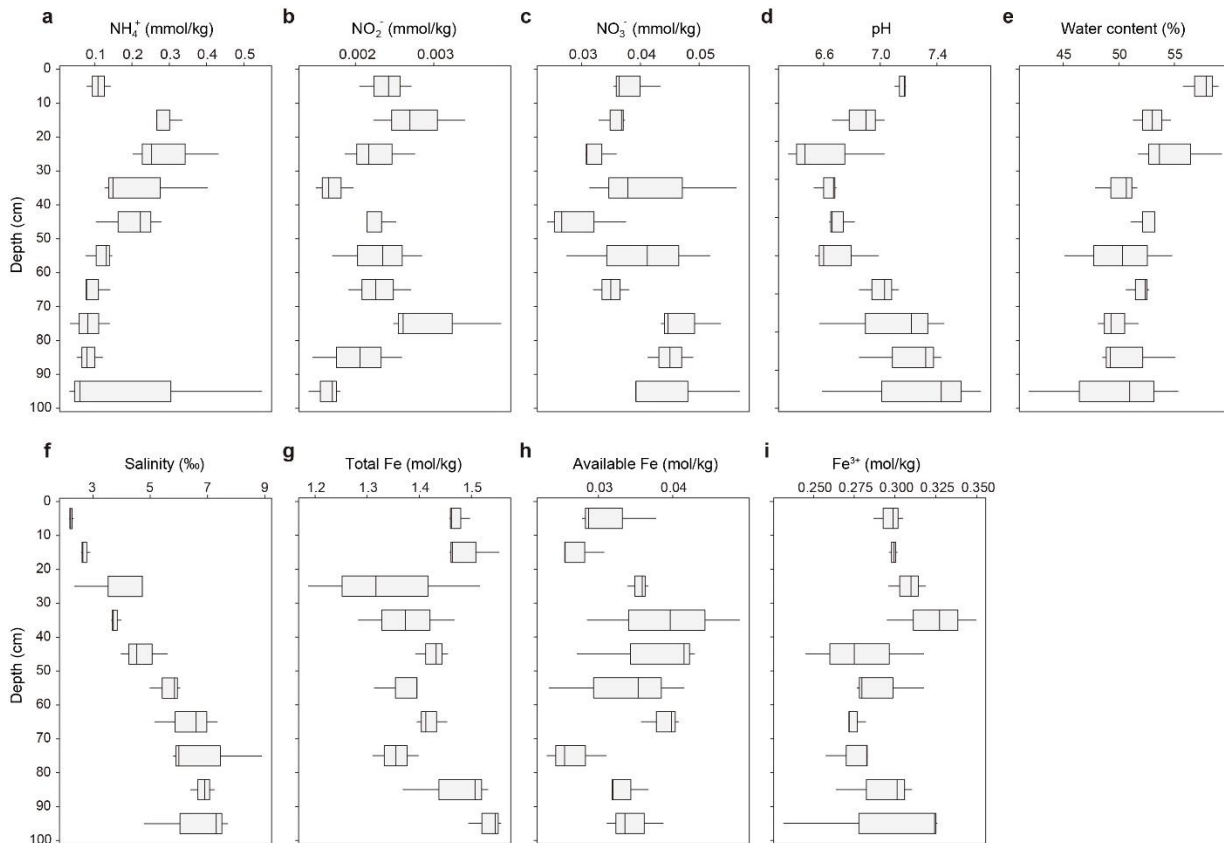 a b c d e
NH₄⁺ (mmol/kg) NO₂⁻ (mmol/kg) NO₃⁻ (mmol/kg) pH Water content (%)
0.1 0.2 0.3 0.4 0.5 0.002 0.003 0.03 0.04 0.05 6.6 7.0 7.4 45 50 55
0
10
20
30
40
50
60
70
80
90
100
Depth (cm)
f g h i
Salinity (‰) Total Fe (mol/kg) Available Fe (mol/kg) Fe³⁺ (mol/kg)
3 5 7 9 1.2 1.3 1.4 1.5 0.03 0.04 0.250 0.275 0.300 0.325 0.350
0
10
20
30
40
50
60
70
80
90
100
Depth (cm)